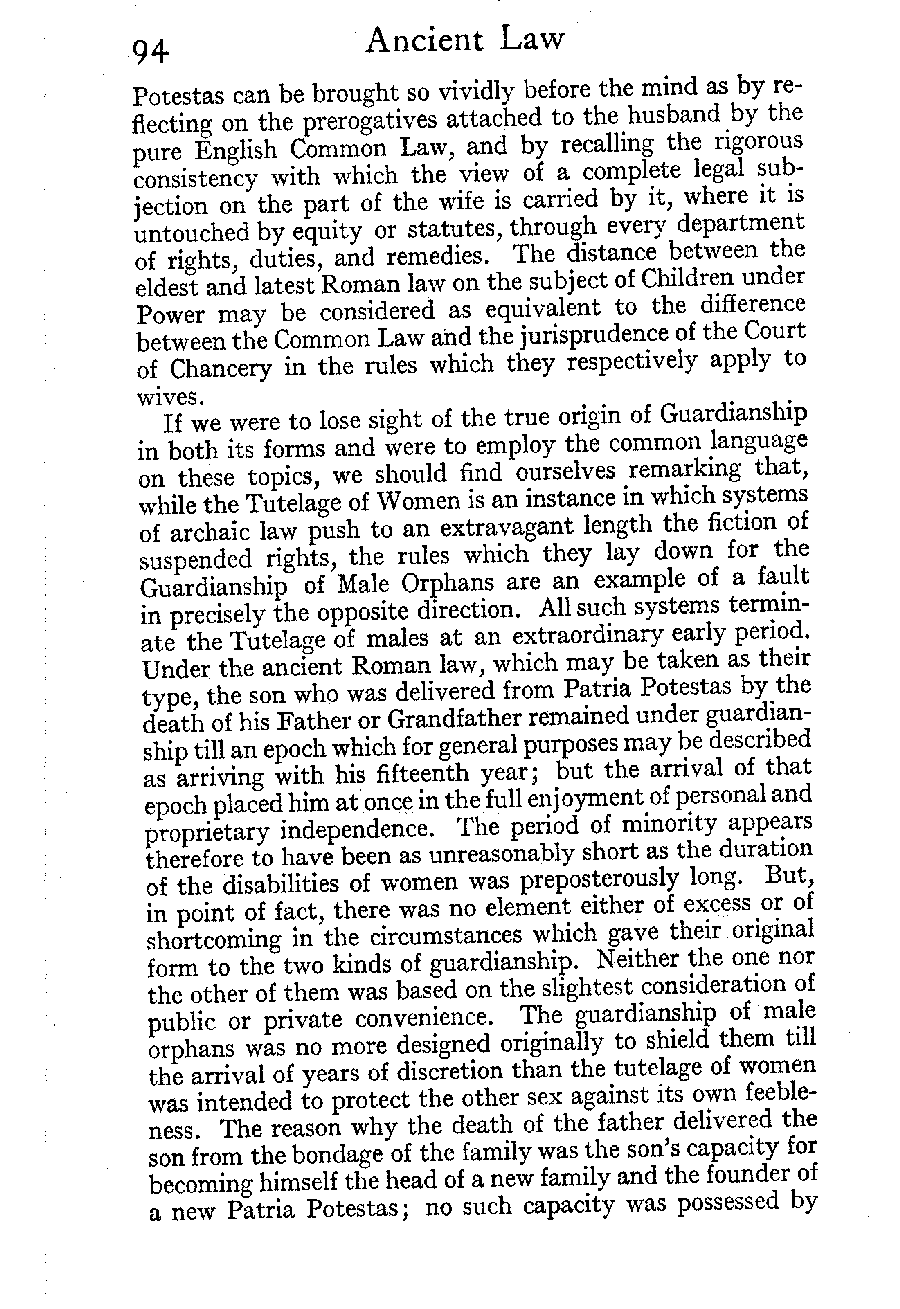 94 Ancient Law
Potestas can be brought so vividly before the mind as by re-
flecting on the prerogatives attached to the husband by the
pure English Common Law, and by recalling the rigorous
consistency with which the view of a complete legal sub-
jection on the part of the wife is carried by it, where it is
untouched by equity or statutes, through every department
of rights, duties, and remedies. The distance between the
eldest and latest Roman law on the subject of Children under
Power may be considered as equivalent to the difference
between the Common Law and the jurisprudence of the Court
of Chancery in the rules which they respectively apply to
wives.
If we were to lose sight of the true origin of Guardianship
in both its forms and were to employ the common language
on these topics, we should find ourselves remarking that,
while the Tutelage of Women is an instance in which systems
of archaic law push to an extravagant length the fiction of
suspended rights, the rules which they lay down for the
Guardianship of Male Orphans are an example of a fault
in precisely the opposite direction. All such systems termin-
ate the Tutelage of males at an extraordinary early period.
Under the ancient Roman law, which may be taken as their
type, the son who was delivered from Patria Potestas by the
death of his Father or Grandfather remained under guardian-
ship till an epoch which for general purposes may be described
as arriving with his fifteenth year; but the arrival of that
epoch placed him at once in the full enjoyment of personal and
proprietary independence. The period of minority appears
therefore to have been as unreasonably short as the duration
of the disabilities of women was preposterously long. But,
in point of fact, there was no element either of excess or of
shortcoming in the circumstances which gave their original
form to the two kinds of guardianship. Neither the one nor
the other of them was based on the slightest consideration of
public or private convenience. The guardianship of male
orphans was no more designed originally to shield them till
the arrival of years of discretion than the tutelage of women
was intended to protect the other sex against its own feeble-
ness. The reason why the death of the father delivered the
son from the bondage of the family was the son's capacity for
becoming himself the head of a new family and the founder of
a new Patria Potestas; no such capacity was possessed by